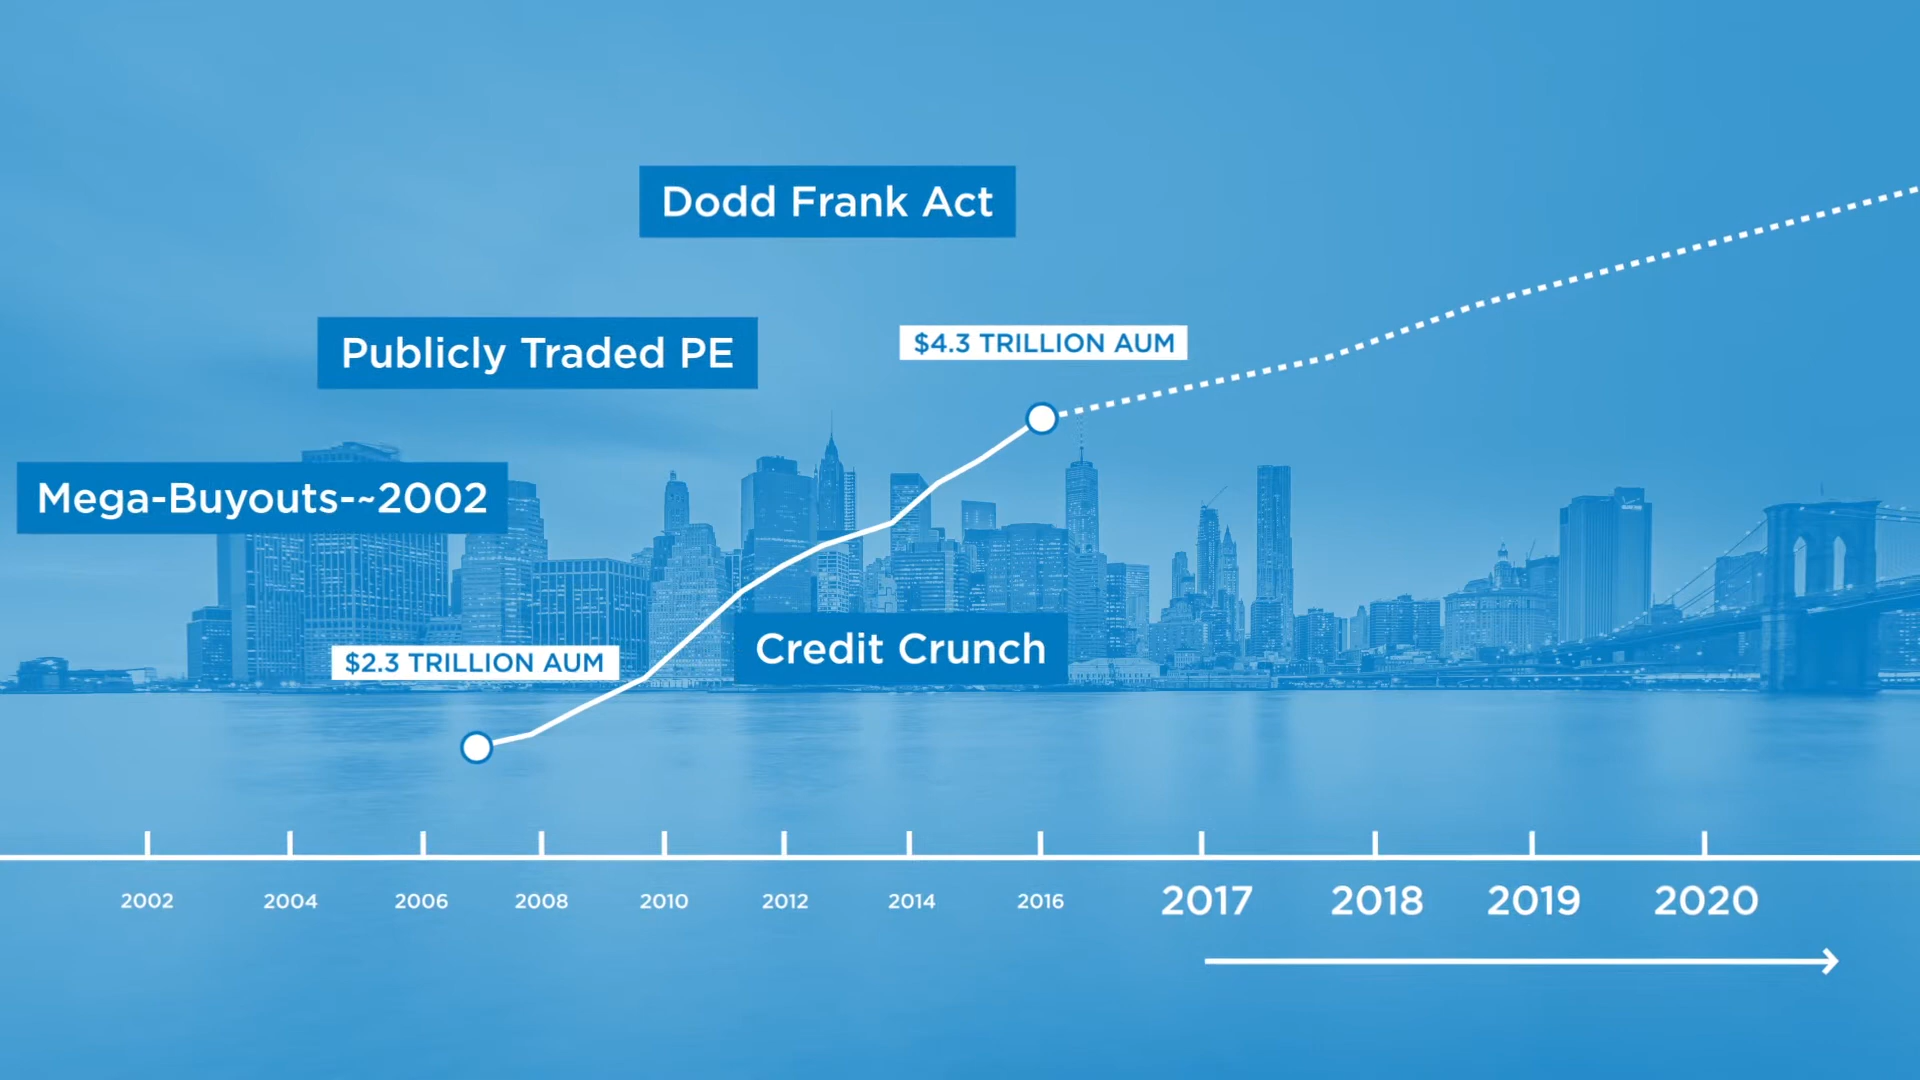 Dodd Frank Act
Publicly Traded PE
$4.3 TRILLION AUM
Mega-Buyouts-~2002
Credit Crunch
$2.3 TRILLION AUM
2002 2004 2006 2008 2010 2012 2014 2016 2017 2018 2019 2020